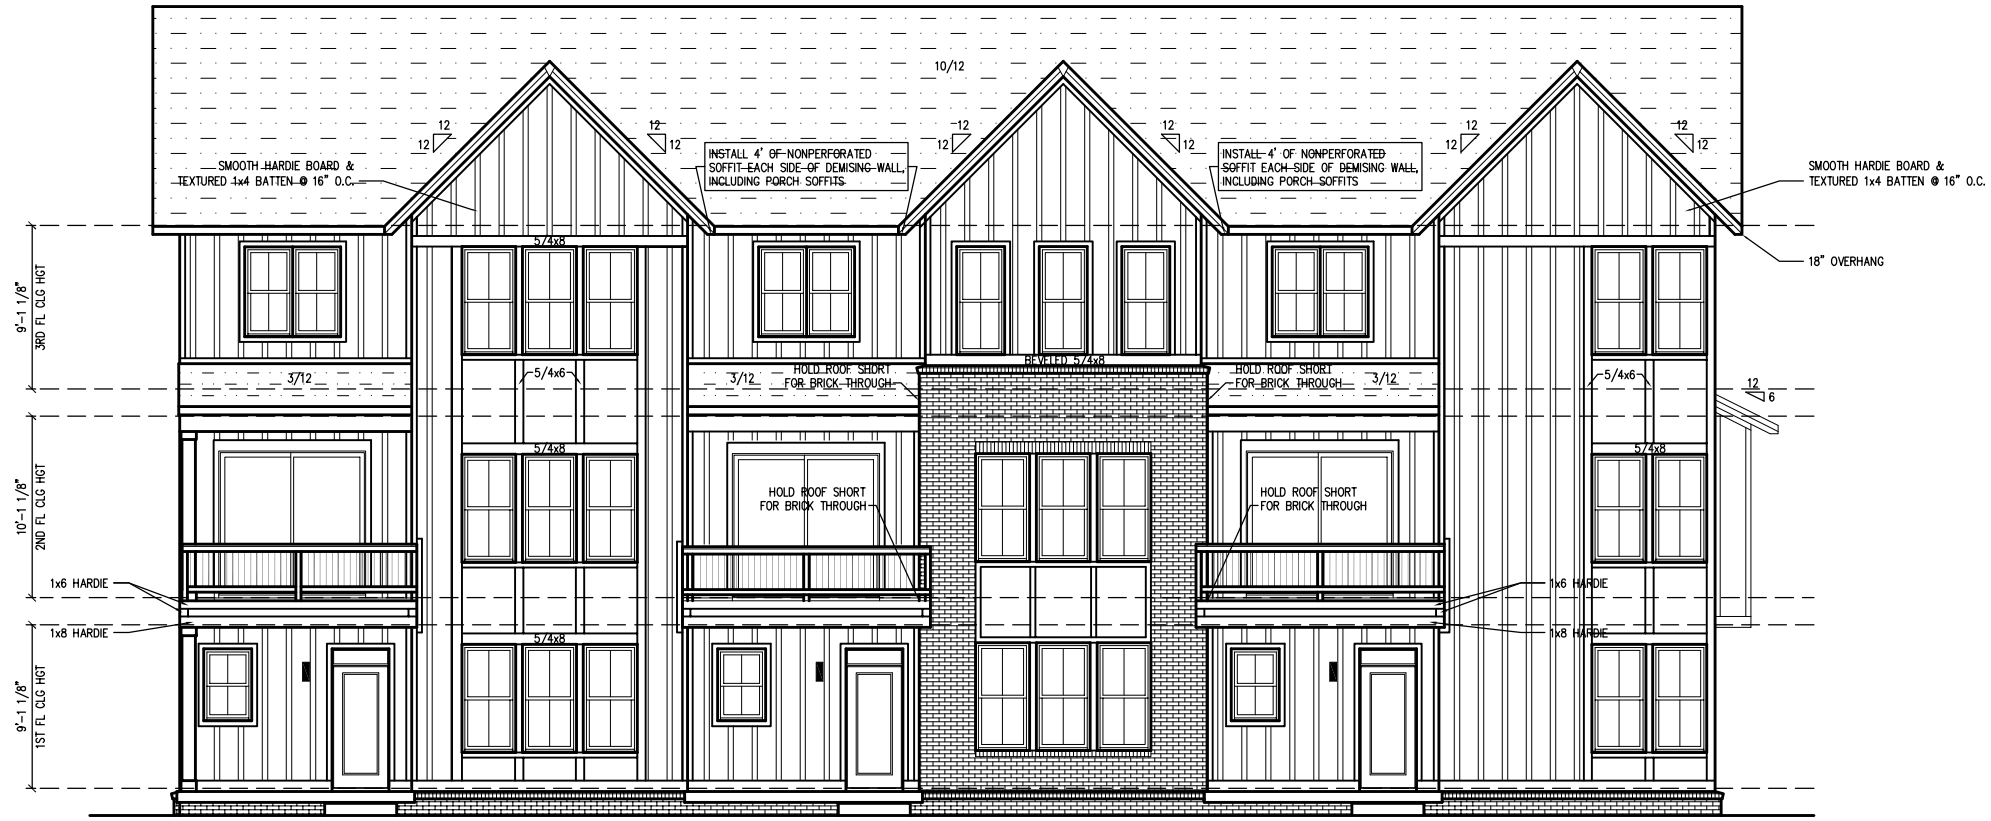 10/12
12
12
12
12
12
12
12
12
12
12
12
12
SMOOTH HARDIE BOARD &
TEXTURED 1x4 BATTEN @ 16" O.C.
INSTALL 4' OF NONPERFORATED
SOFFIT EACH SIDE OF DEMISING WALL,
INCLUDING PORCH SOFFITS
INSTALL 4' OF NONPERFORATED
SOFFIT EACH SIDE OF DEMISING WALL,
INCLUDING PORCH SOFFITS
SMOOTH HARDIE BOARD &
TEXTURED 1x4 BATTEN @ 16" O.C.
5/4x8
18" OVERHANG
9'-1 1/8"
3RD FL CLG HGT
BEVELED 5/4x8
3/12
5/4x6
3/12
HOLD ROOF SHORT
FOR BRICK THROUGH
HOLD ROOF SHORT
FOR BRICK THROUGH
3/12
5/4x6
12
6
10'-1 1/8"
2ND FL CLG HGT
5/4x8
5/4x8
HOLD ROOF SHORT
FOR BRICK THROUGH
HOLD ROOF SHORT
FOR BRICK THROUGH
1x6 HARDIE
1x6 HARDIE
1x8 HARDIE
1x8 HARDIE
5/4x8
9'-1 1/8"
1ST FL CLG HGT